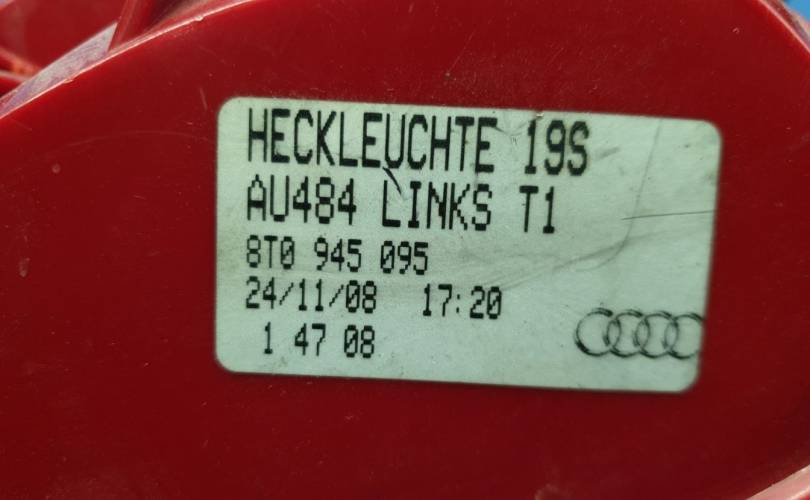 HECKLEUCHTE 19S
AU484 LINKS T1
8T0 945 095
24/11/08 17:20
1 47 08